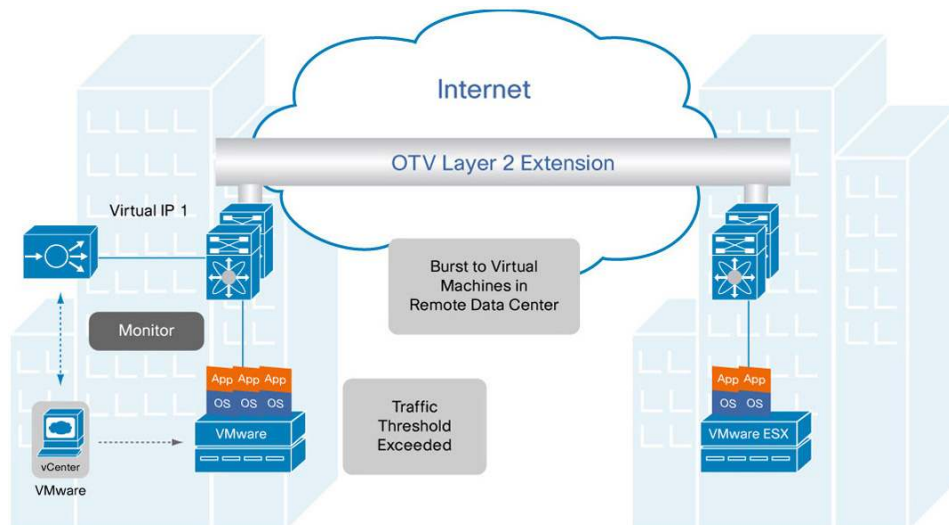 Internet
OTV Layer 2 Extension
Virtual IP 1
Burst to Virtual
Machines in
Remote Data Center
Monitor
App App App
OS OS OS
VMware
Traffic
Threshold
Exceeded
App App
OS OS
VMware ESX
vCenter
VMware